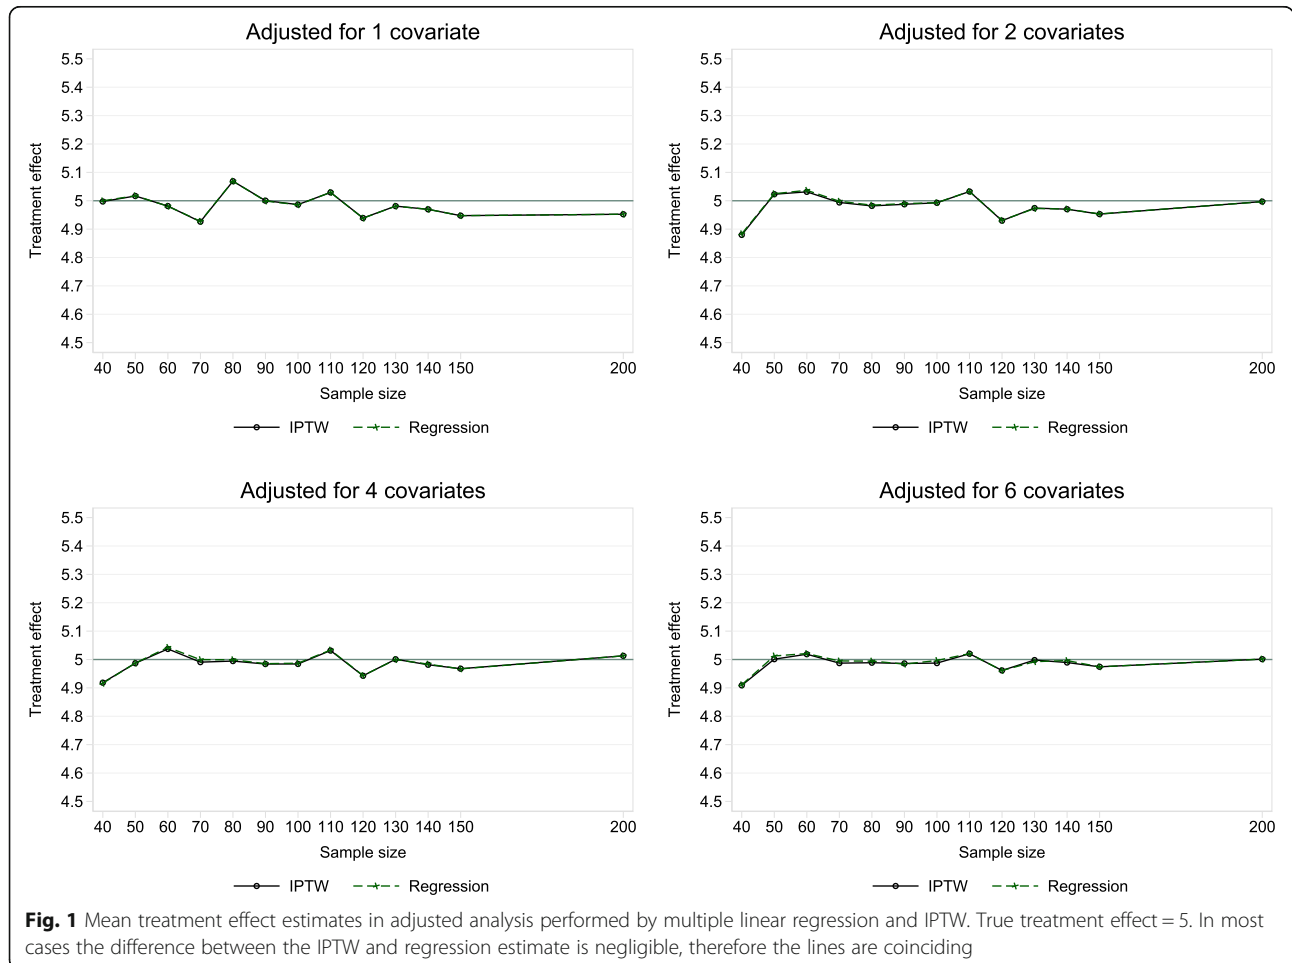 Adjusted for 1 covariate
5.5
5.4
5.3
5.2
5.1
5
4.9
4.8
4.7
4.6
4.5
Treatment effect
40 50 60 70 80 90 100 110 120 130 140 150 200
Sample size
IPTW Regression
Adjusted for 2 covariates
5.5
5.4
5.3
5.2
5.1
5
4.9
4.8
4.7
4.6
4.5
Treatment effect
40 50 60 70 80 90 100 110 120 130 140 150 200
Sample size
IPTW Regression
Adjusted for 4 covariates
5.5
5.4
5.3
5.2
5.1
5
4.9
4.8
4.7
4.6
4.5
Treatment effect
40 50 60 70 80 90 100 110 120 130 140 150 200
Sample size
IPTW Regression
Adjusted for 6 covariates
5.5
5.4
5.3
5.2
5.1
5
4.9
4.8
4.7
4.6
4.5
Treatment effect
40 50 60 70 80 90 100 110 120 130 140 150 200
Sample size
IPTW Regression
Fig. 1 Mean treatment effect estimates in adjusted analysis performed by multiple linear regression and IPTW. True treatment effect = 5. In most
cases the difference between the IPTW and regression estimate is negligible, therefore the lines are coinciding